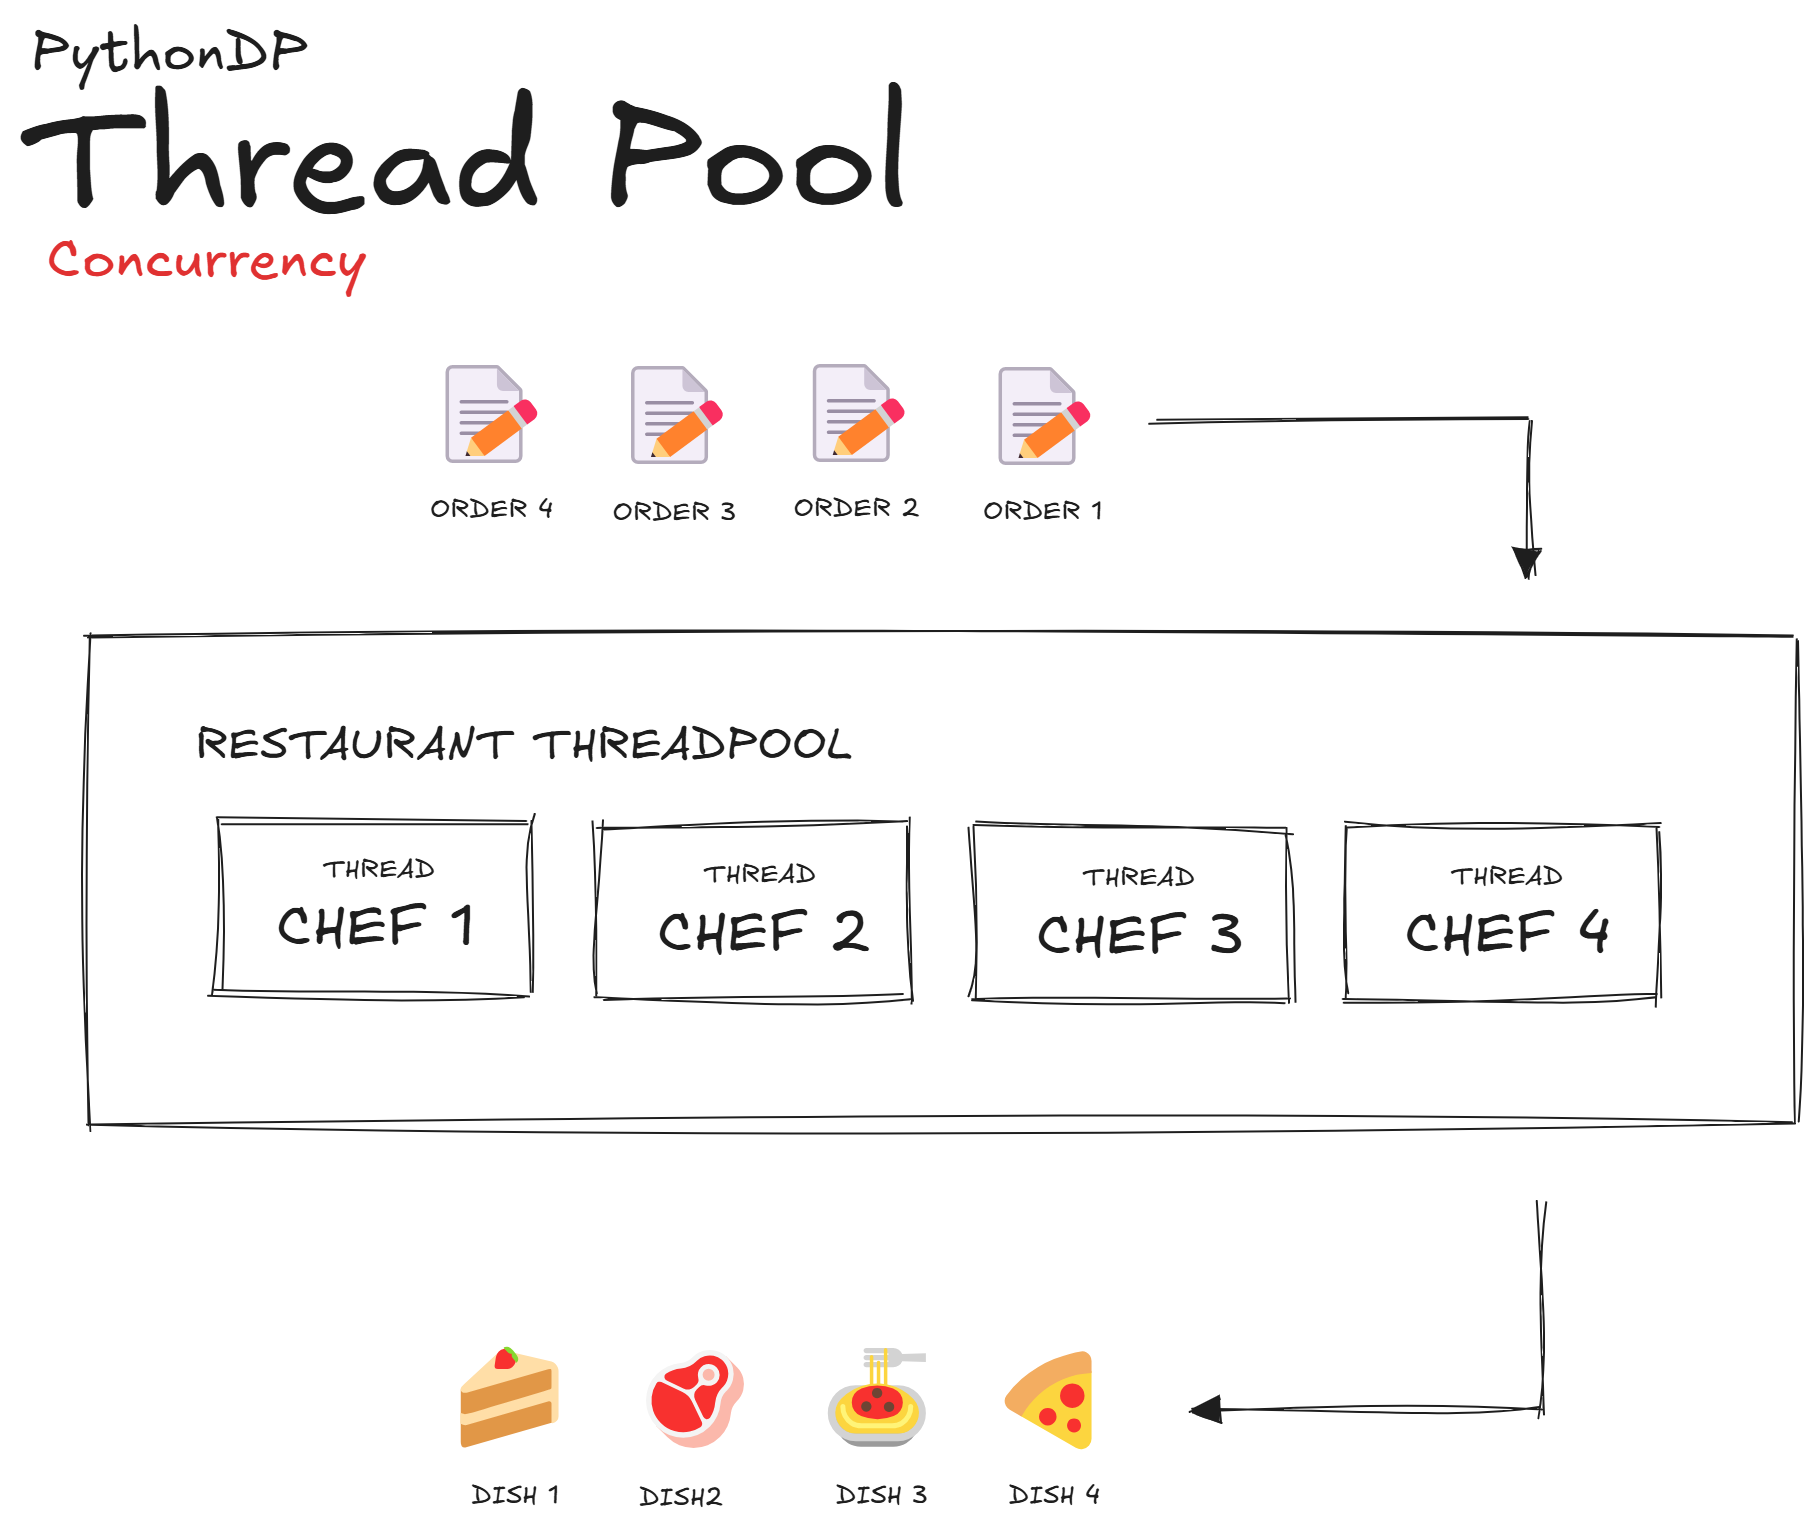 PythonDP
Thread Pool
Concurrency
ORDER 4
ORDER 3
ORDER 2
ORDER 1
RESTAURANT THREADPOOL
THREAD
CHEF 1
THREAD
CHEF 2
THREAD
CHEF 3
THREAD
CHEF 4
DISH 1
DISH2
DISH 3
DISH 4